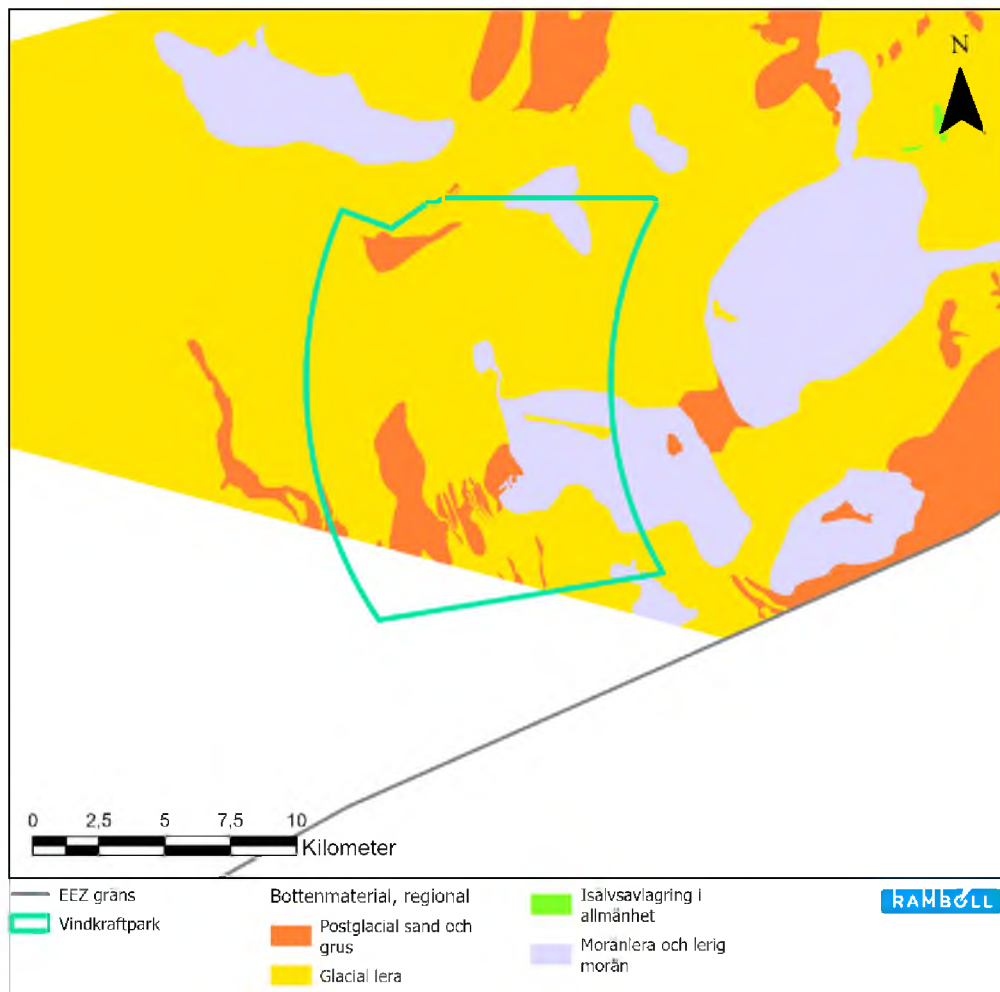 N
0 2,5 5 7,5 10
Kilometer
EEZ gräns
Vindkraftpark
Bottenmaterial, regional
Postglacial sand och
grus
Glacial lera
Isälvsavlagring i
allmänhet
Moränlera och lerig
morän
RAMBOLL